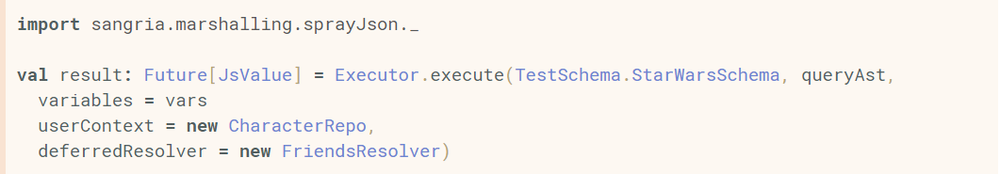 import sangria.marshalling.sprayJson._
val result: Future[JsValue] = Executor.execute(TestSchema.StarWarsSchema, queryAst,
variables = vars
userContext = new CharacterRepo,
deferredResolver = new FriendsResolver)